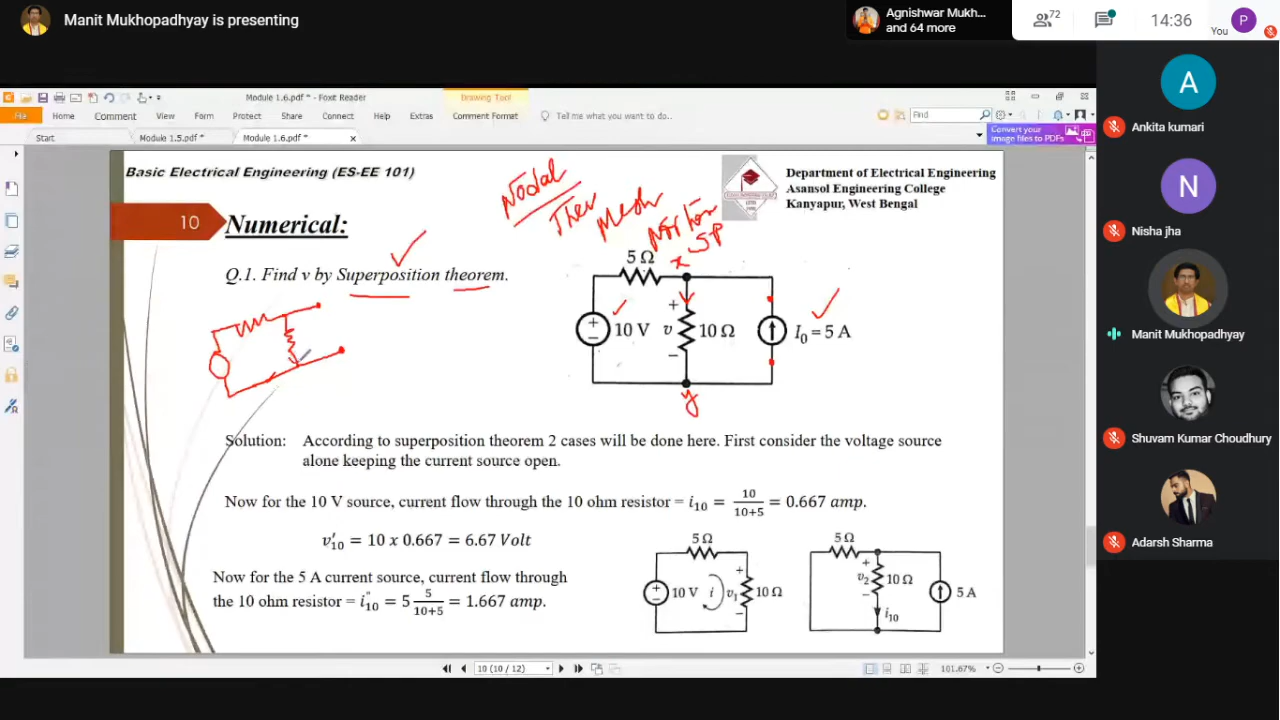 Manit Mukhopadhyay is presenting
Agnishwar Mukh...
and 64 more
72
14:36
You
P
Module 1.6.pdf * - Foxit Reader
Drawing Tool
File
Home
Comment
View
Form
Protect
Share
Connect
Help
Extras
Comment Format
Tell me what you want to do..
Find
Start
Module 1.5.pdf *
Module 1.6.pdf *
Convert your
image files to PDFs
Basic Electrical Engineering (ES-EE 101)
Department of Electrical Engineering
Asansol Engineering College
Kanyapur, West Bengal
10
Numerical:
Nodal
Thev
Mesh
Norton
SP
Q.1. Find v by Superposition theorem.
x
5 Ω
+
−
10 V
+
v
−
10 Ω
I0 = 5 A
y
Solution: According to superposition theorem 2 cases will be done here. First consider the voltage source
alone keeping the current source open.
Now for the 10 V source, current flow through the 10 ohm resistor = i10 = 10/(10+5) = 0.667 amp.
v′10 = 10 x 0.667 = 6.67 Volt
Now for the 5 A current source, current flow through
the 10 ohm resistor = i″10 = 5 5/(10+5) = 1.667 amp.
5 Ω
+
−
10 V
i
+
v1
−
10 Ω
5 Ω
+
v2
−
10 Ω
i10
5 A
10 (10 / 12)
101.67%
A
Ankita kumari
N
Nisha jha
Manit Mukhopadhyay
Shuvam Kumar Choudhury
Adarsh Sharma